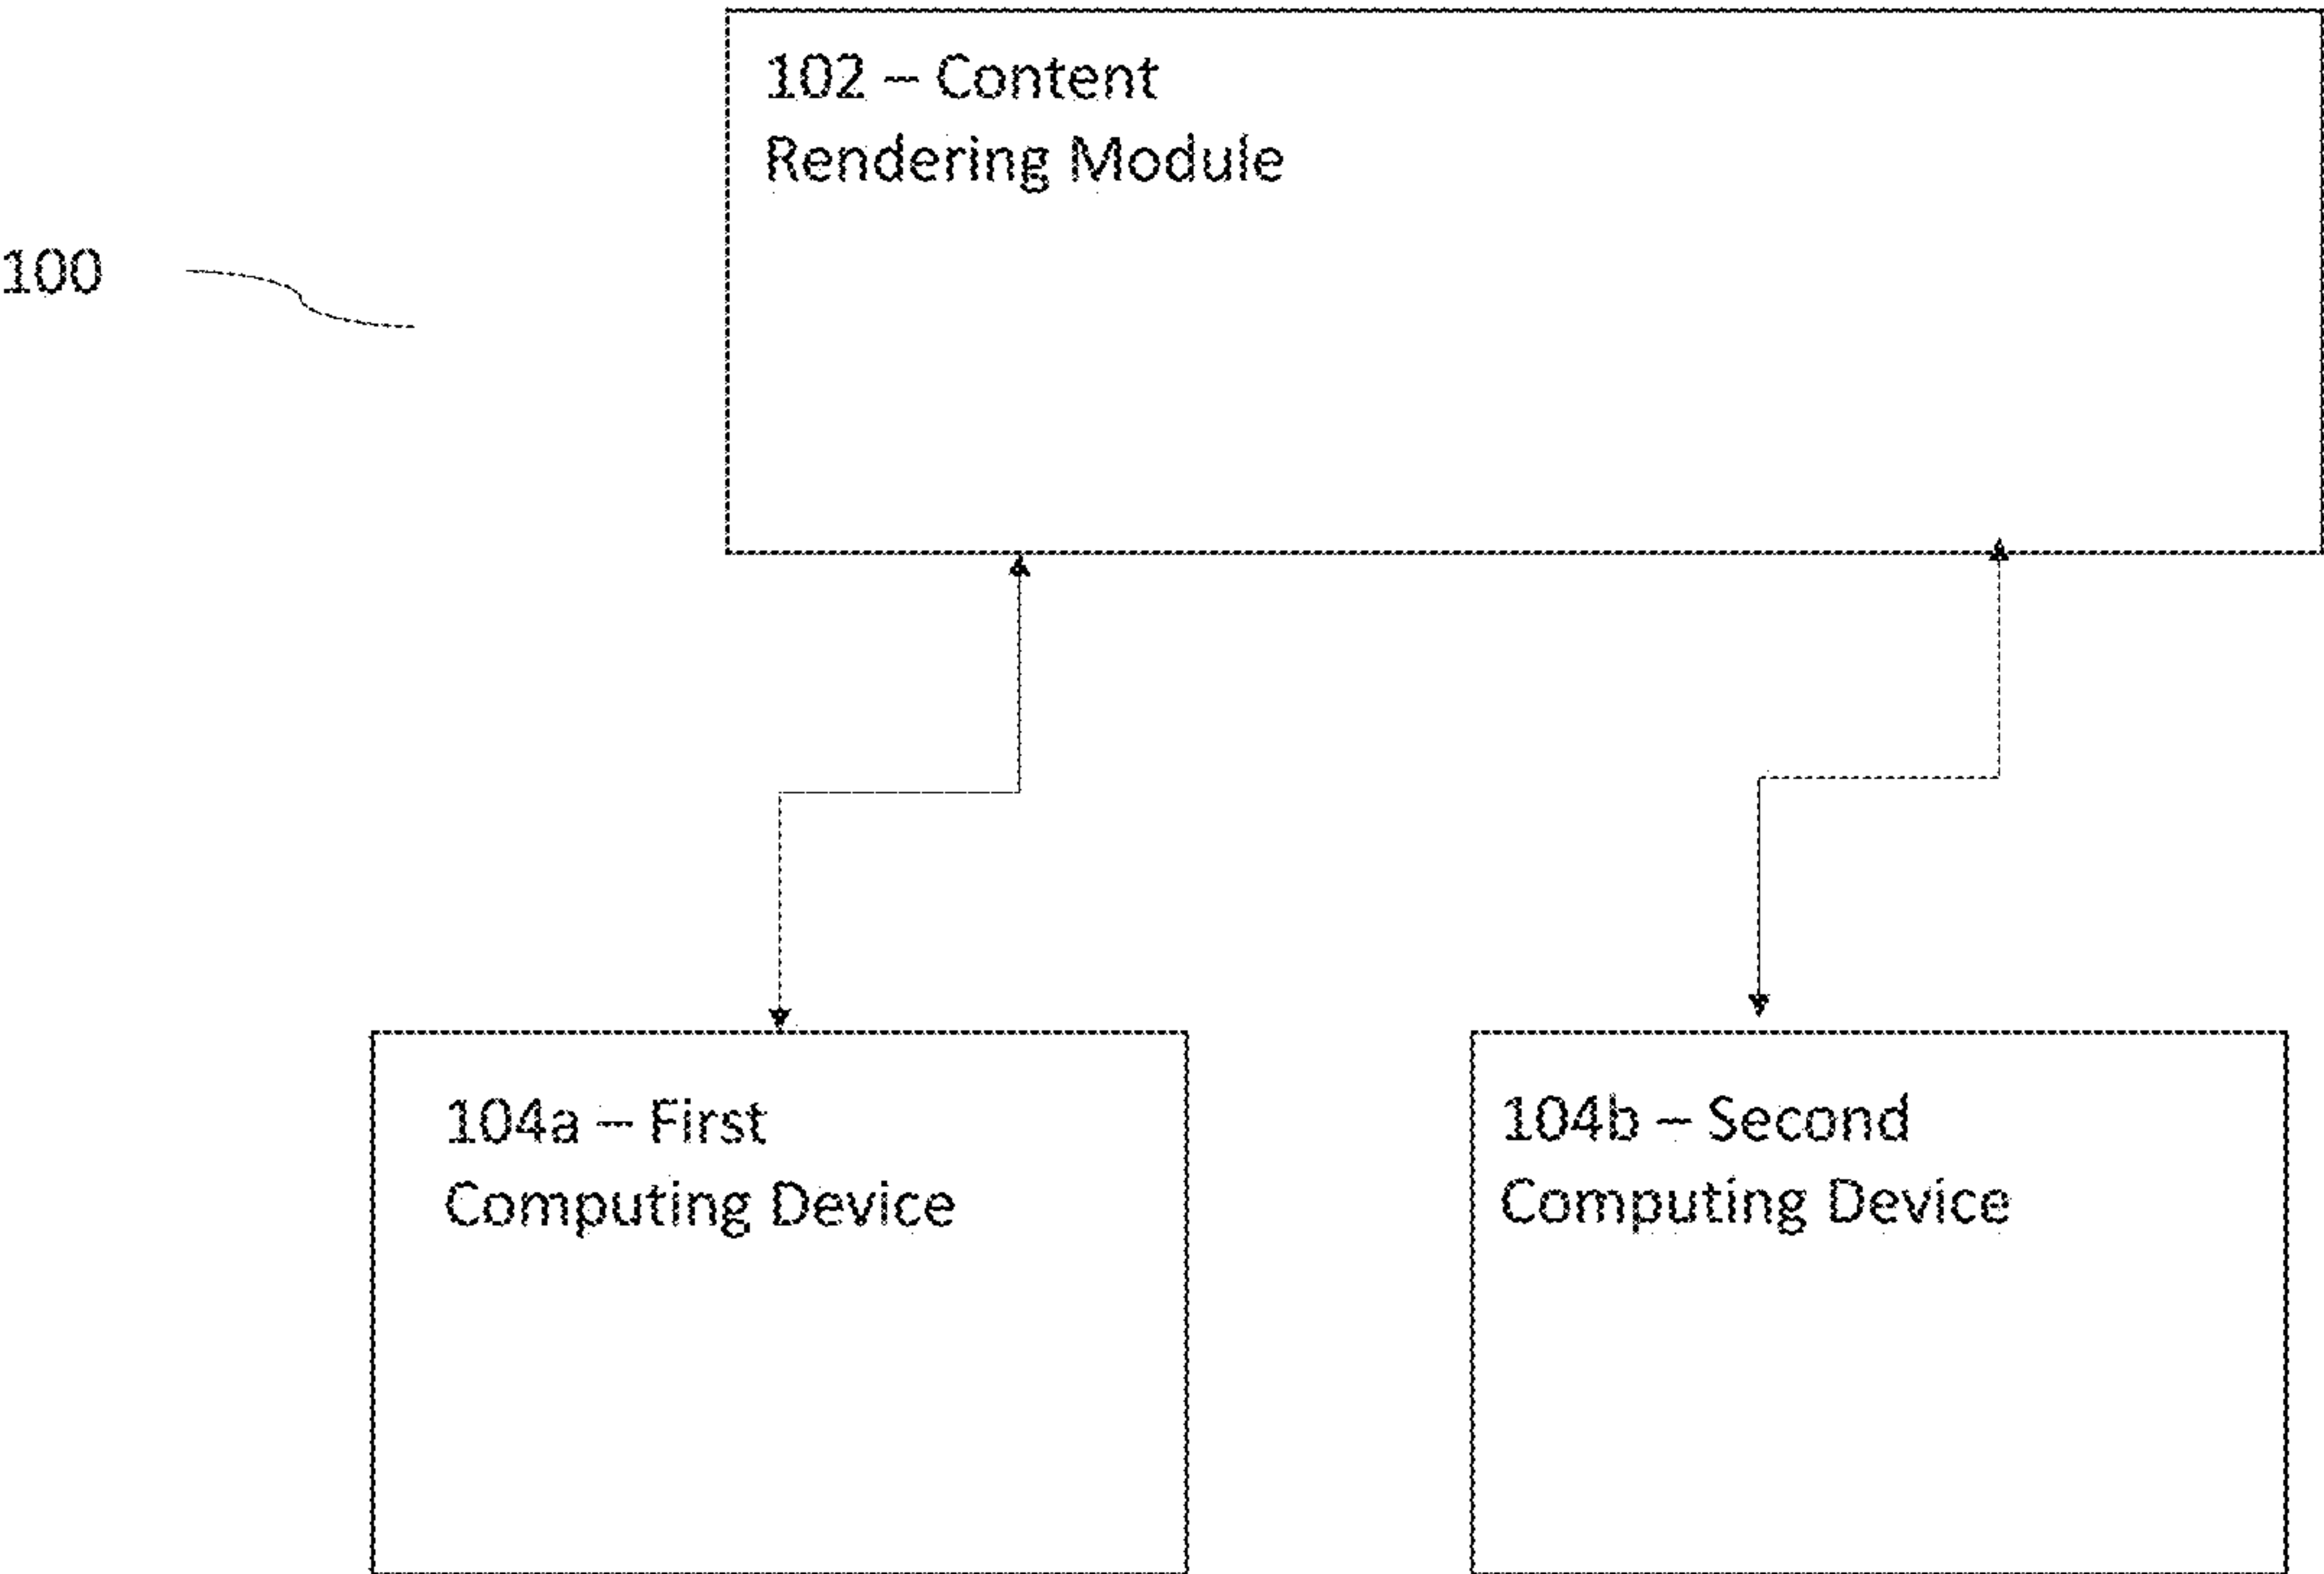 102 – Content
Rendering Module
100
104a – First
Computing Device
104b – Second
Computing Device